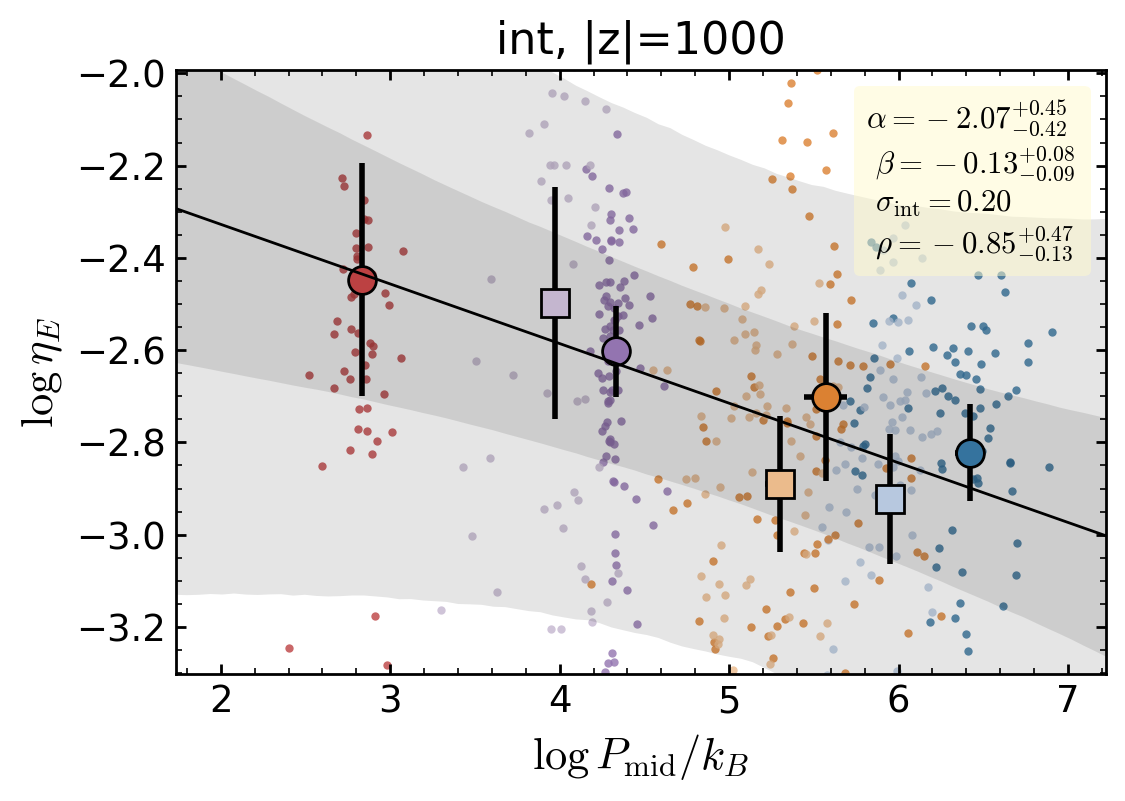 int, |z|=1000
−2.0
−2.2
−2.4
−2.6
−2.8
−3.0
−3.2
log η_E
α = −2.07^{+0.45}_{−0.42}
β = −0.13^{+0.08}_{−0.09}
σ_int = 0.20
ρ = −0.85^{+0.47}_{−0.13}
2 3 4 5 6 7
log P_mid/k_B